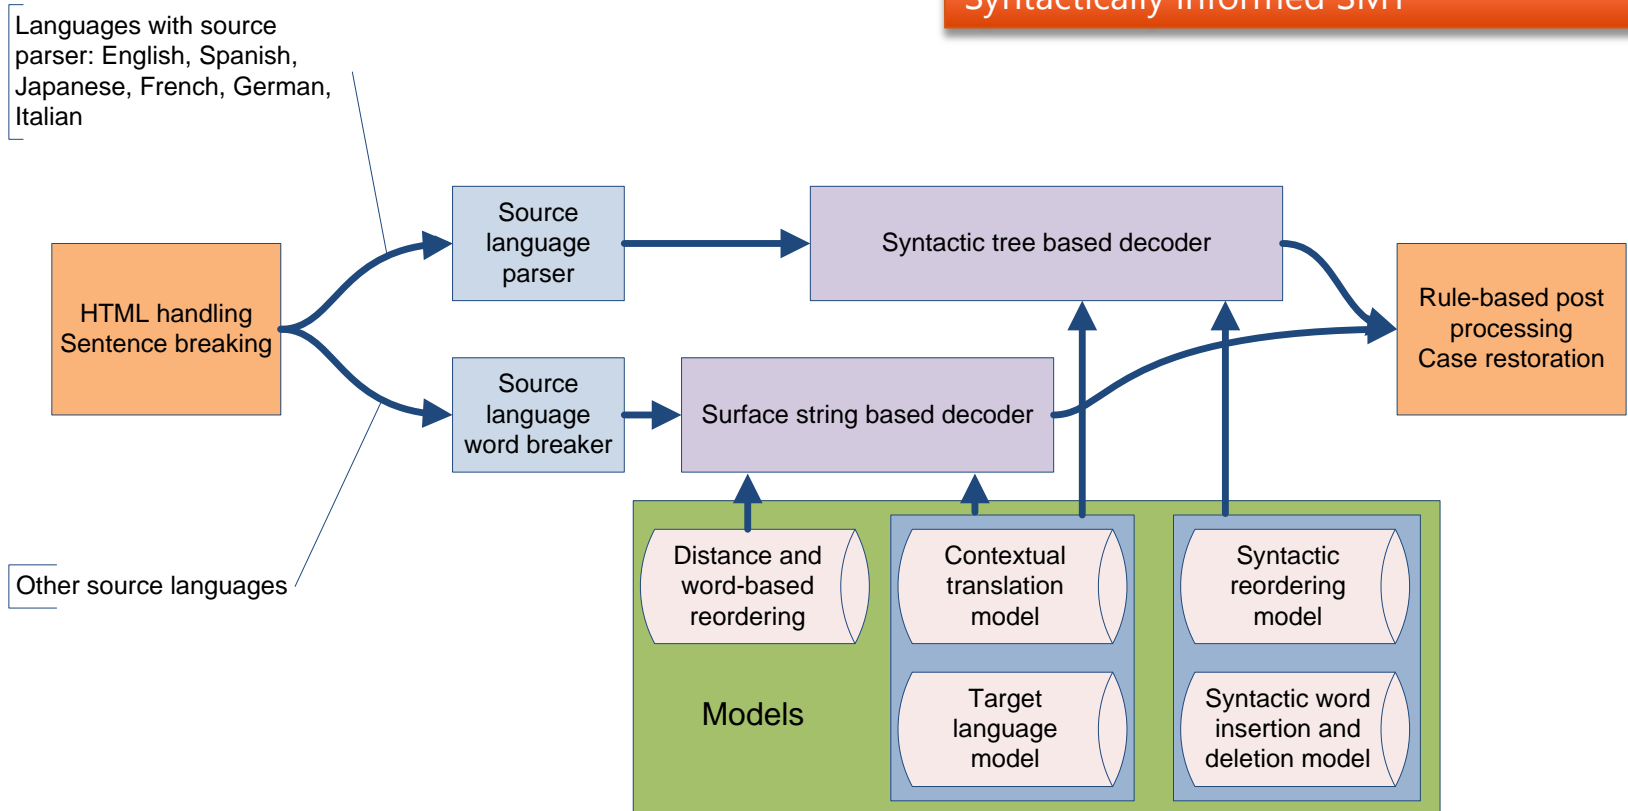 Syntactically informed SMT
Languages with source
parser: English, Spanish,
Japanese, French, German,
Italian
Source
language
parser
Syntactic tree based decoder
HTML handling
Sentence breaking
Rule-based post
processing
Case restoration
Source
language
word breaker
Surface string based decoder
Other source languages
Distance and
word-based
reordering
Contextual
translation
model
Syntactic
reordering
model
Models
Target
language
model
Syntactic word
insertion and
deletion model